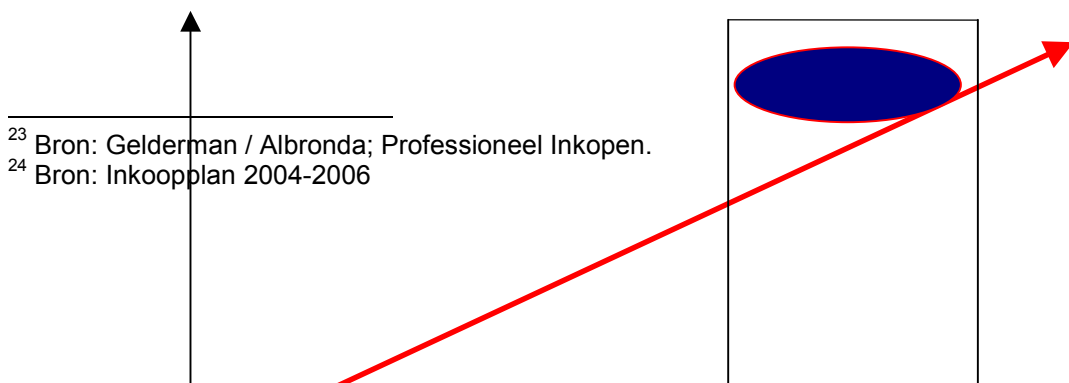 23 Bron: Gelderman / Albronda; Professioneel Inkopen.
24 Bron: Inkoopplan 2004-2006